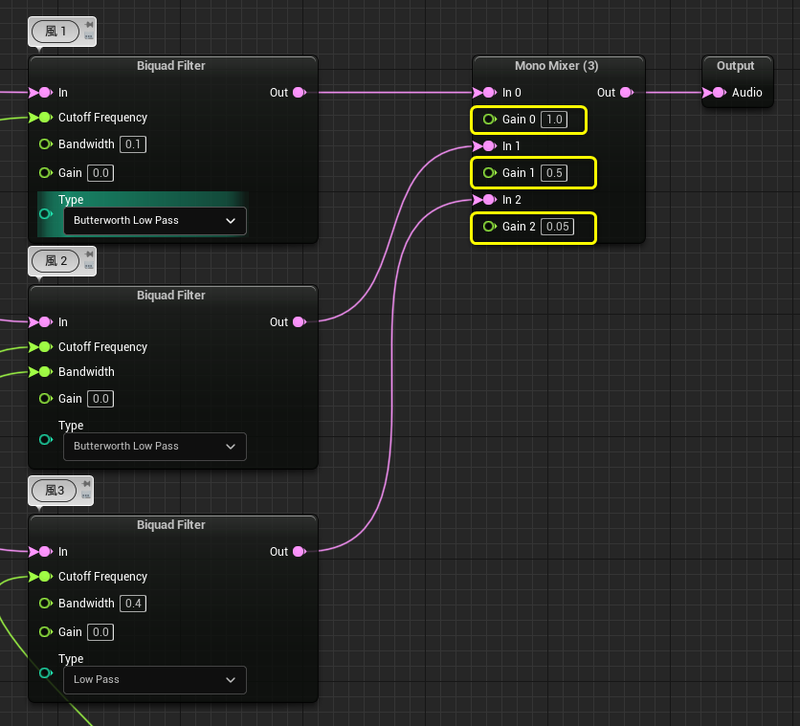 風 1
Biquad Filter
In
Out
Cutoff Frequency
Bandwidth 0.1
Gain 0.0
Type
Butterworth Low Pass
風 2
Biquad Filter
In
Out
Cutoff Frequency
Bandwidth
Gain 0.0
Type
Butterworth Low Pass
風3
Biquad Filter
In
Out
Cutoff Frequency
Bandwidth 0.4
Gain 0.0
Type
Low Pass
Mono Mixer (3)
In 0
Out
Gain 0 1.0
In 1
Gain 1 0.5
In 2
Gain 2 0.05
Output
Audio